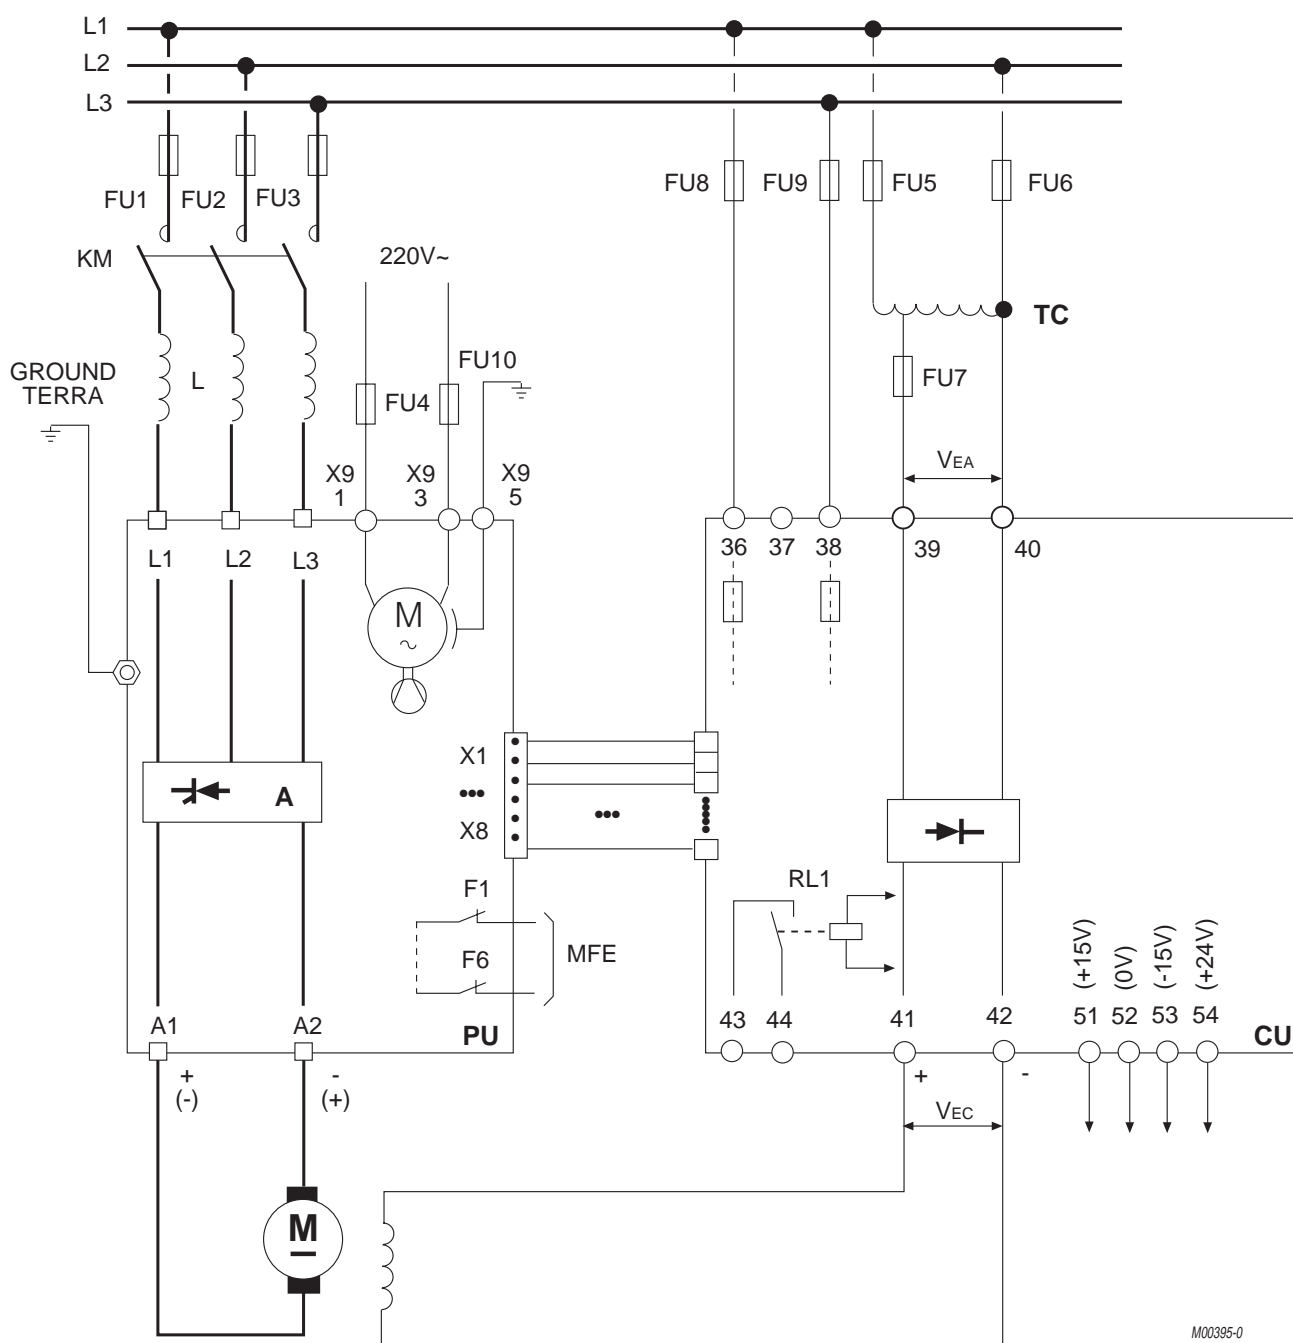 L1
L2
L3
FU1
FU2
FU3
FU8
FU9
FU5
FU6
KM
220V~
TC
GROUND
TERRA
L
FU4
FU10
FU7
VEA
X9
1
X9
3
X9
5
L1
L2
L3
36
37
38
39
40
M
~
X1
X8
A
F1
F6
MFE
RL1
(+15V)
(0V)
(-15V)
(+24V)
A1
A2
PU
43
44
41
42
51
52
53
54
CU
+
(-)
-
(+)
+
-
VEC
M
M00395-0